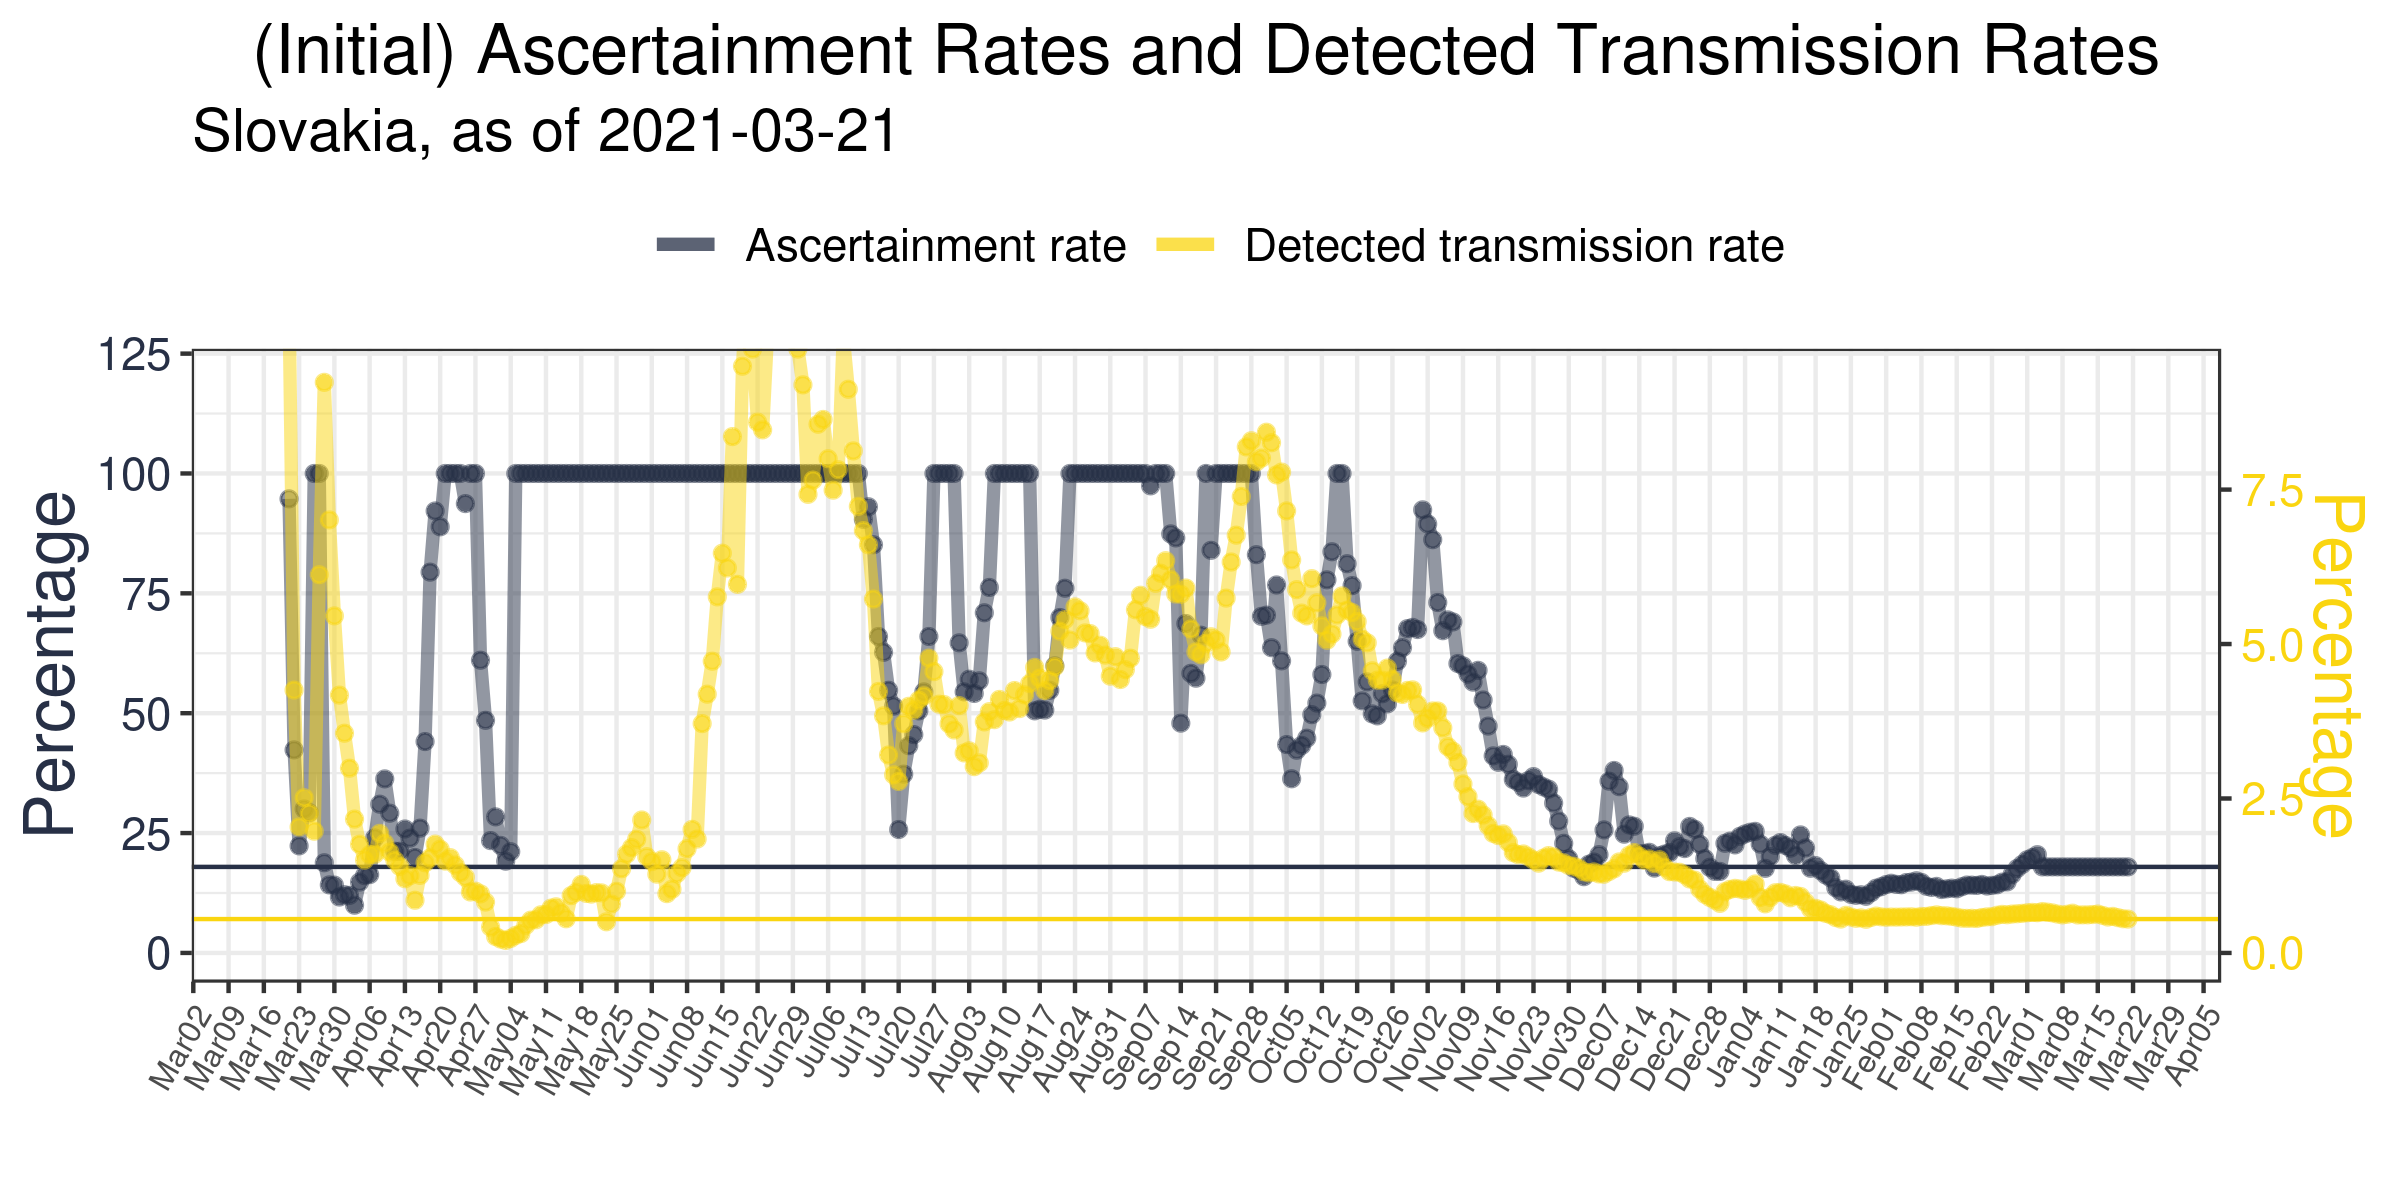 (Initial) Ascertainment Rates and Detected Transmission Rates
Slovakia, as of 2021-03-21
Ascertainment rate Detected transmission rate
Percentage
125
100
75
50
25
0
7.5
5.0
2.5
0.0
Percentage
Mar02 Mar09 Mar16 Mar23 Mar30 Apr06 Apr13 Apr20 Apr27 May04 May11 May18 May25 Jun01 Jun08 Jun15 Jun22 Jun29 Jul06 Jul13 Jul20 Jul27 Aug03 Aug10 Aug17 Aug24 Aug31 Sep07 Sep14 Sep21 Sep28 Oct05 Oct12 Oct19 Oct26 Nov02 Nov09 Nov16 Nov23 Nov30 Dec07 Dec14 Dec21 Dec28 Jan04 Jan11 Jan18 Jan25 Feb01 Feb08 Feb15 Feb22 Mar01 Mar08 Mar15 Mar22 Mar29 Apr05